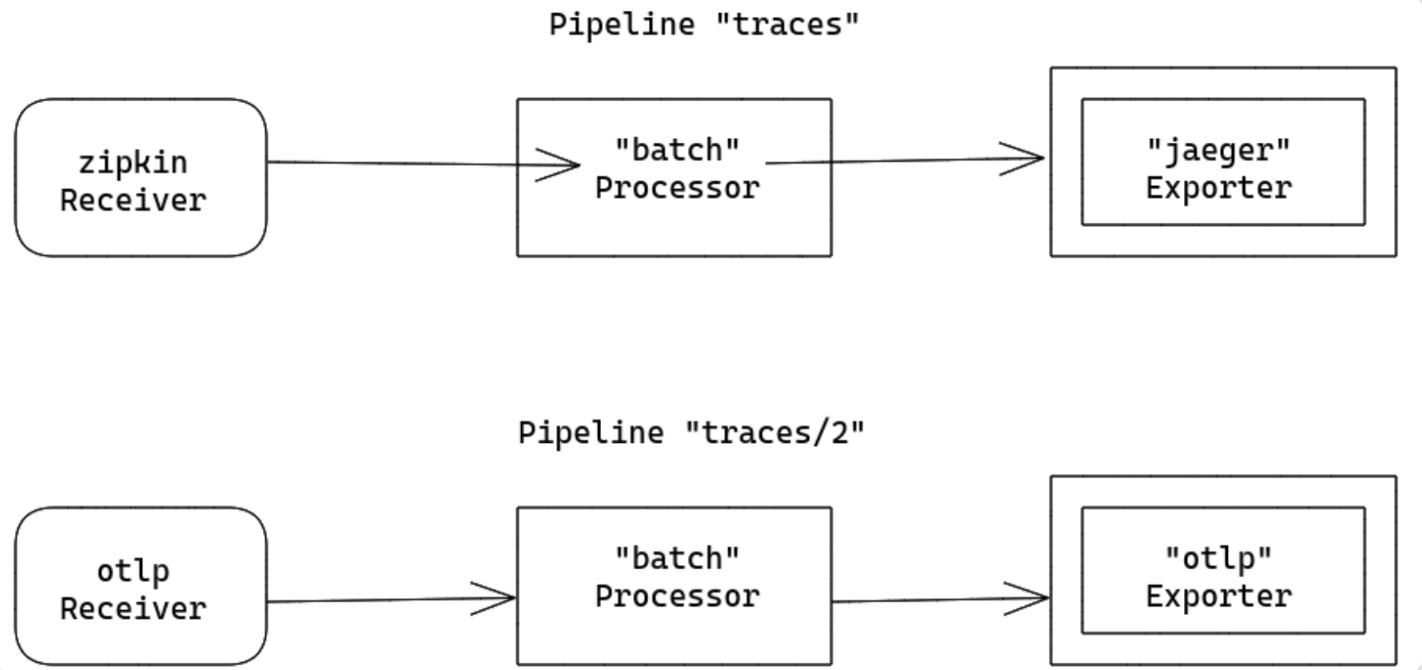 Pipeline "traces"
zipkin
Receiver
"batch"
Processor
"jaeger"
Exporter
Pipeline "traces/2"
otlp
Receiver
"batch"
Processor
"otlp"
Exporter